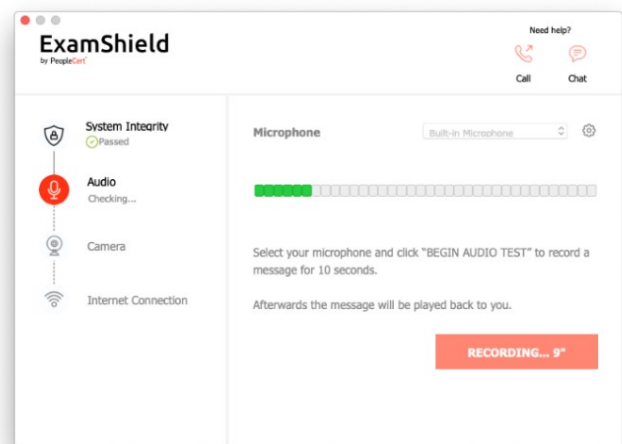 ExamShield
by PeopleCert
Need help?
Call
Chat
System Integrity
Passed
Audio
Checking...
Camera
Internet Connection
Microphone
Built-in Microphone
Select your microphone and click "BEGIN AUDIO TEST" to record a
message for 10 seconds.
Afterwards the message will be played back to you.
RECORDING... 9"